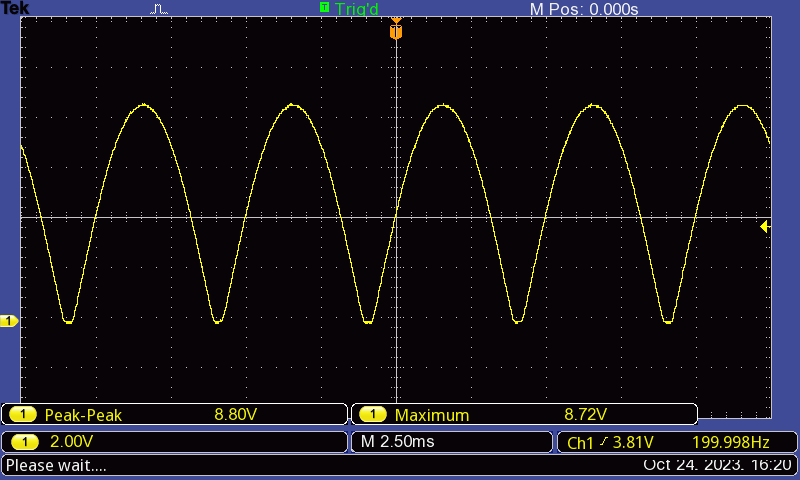 Tek T Trig'd M Pos: 0.000s
T
1
1 Peak-Peak 8.80V 1 Maximum 8.72V
1 2.00V M 2.50ms Ch1 3.81V 199.998Hz
Please wait.... Oct 24, 2023, 16:20